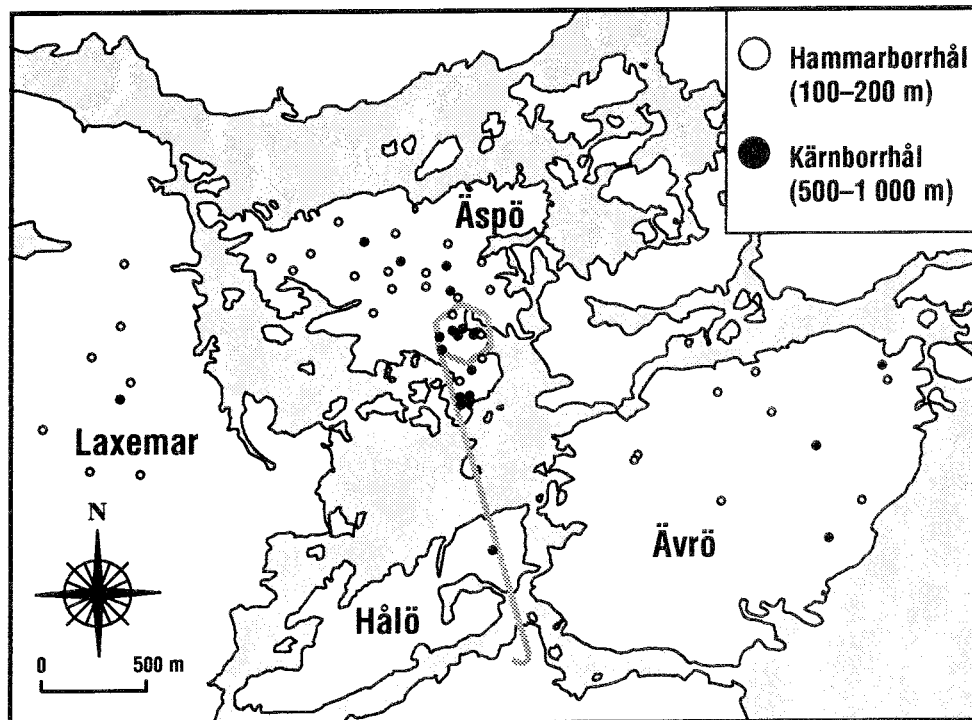 Hammarborrhål
(100–200 m)
Kärnborrhål
(500–1 000 m)
Äspö
Laxemar
N
Ävrö
Hålö
0 500 m